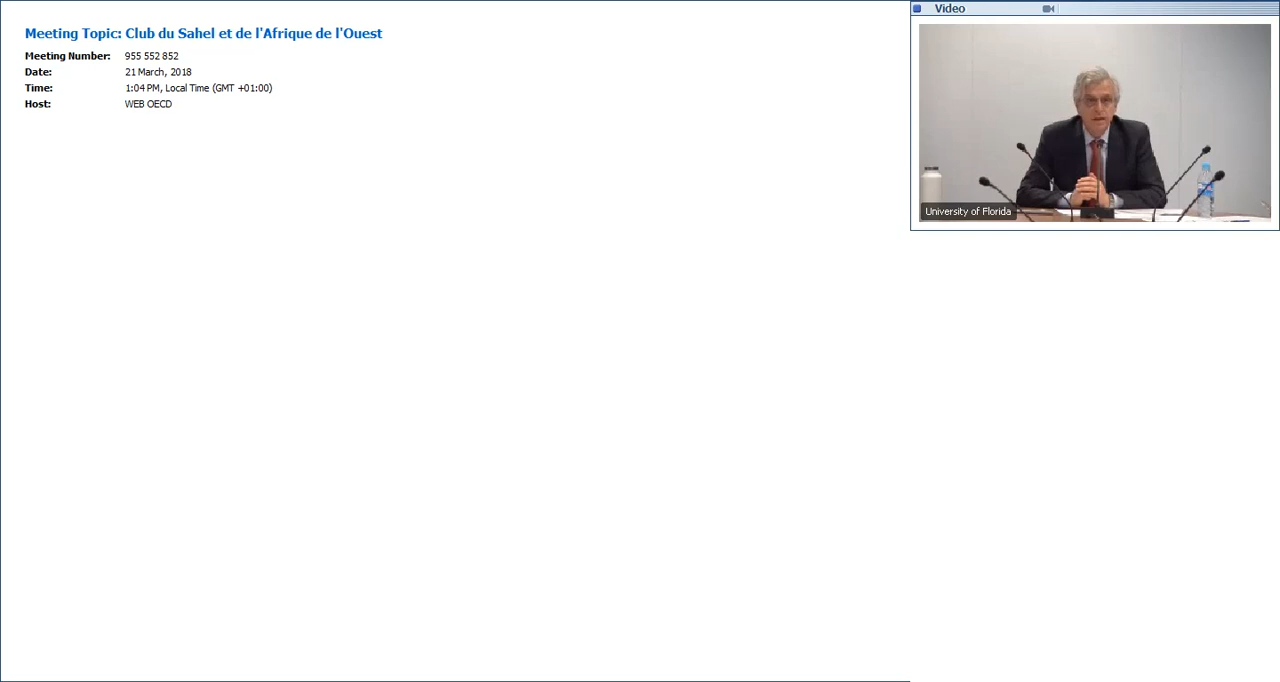 Meeting Topic: Club du Sahel et de l'Afrique de l'Ouest
Meeting Number: 955 552 852
Date: 21 March, 2018
Time: 1:04 PM, Local Time (GMT +01:00)
Host: WEB OECD
Video
University of Florida